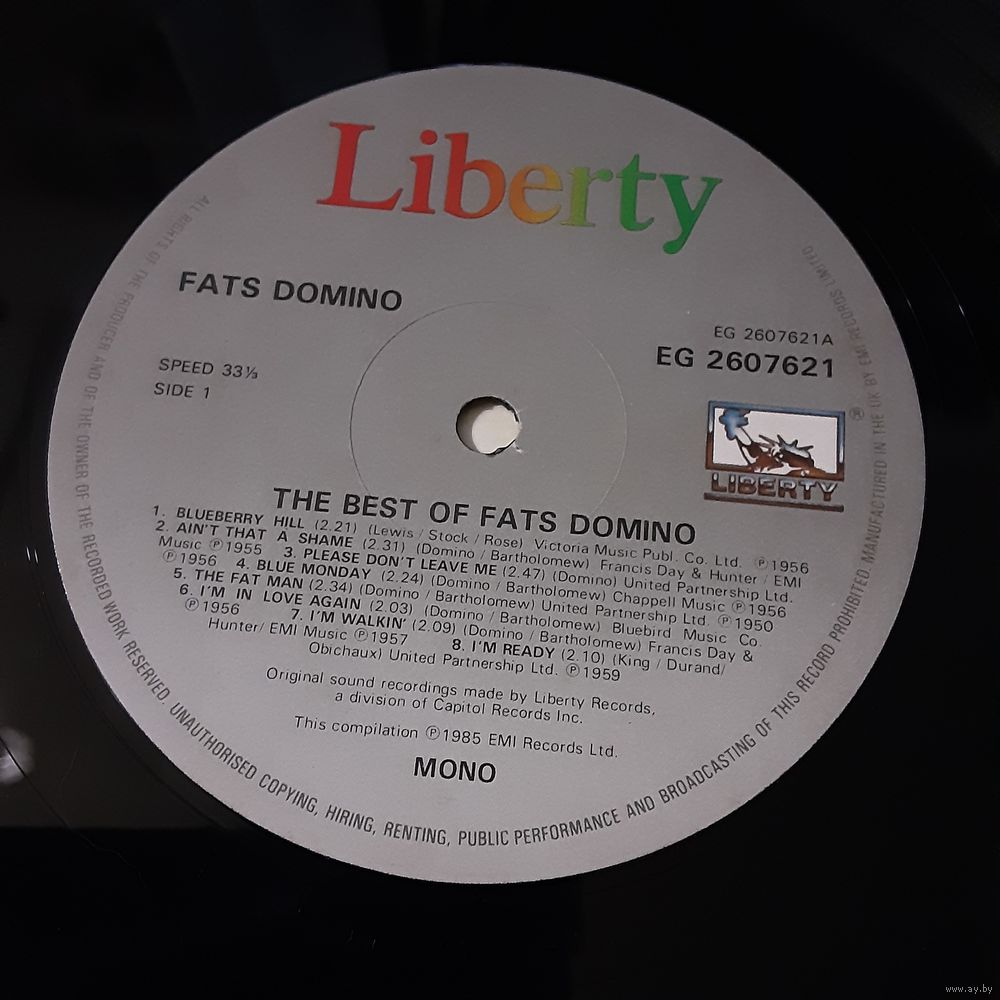 Liberty
FATS DOMINO
EG 2607621A
EG 2607621
SPEED 33⅓
SIDE 1
®
LIBERTY
THE BEST OF FATS DOMINO
1. BLUEBERRY HILL (2.21) (Lewis / Stock / Rose) Victoria Music Publ. Co. Ltd. ℗1956
2. AIN'T THAT A SHAME (2.31) (Domino / Bartholomew) Francis Day & Hunter / EMI
Music ℗1955 3. PLEASE DON'T LEAVE ME (2.47) (Domino) United Partnership Ltd.
℗1956 4. BLUE MONDAY (2.24) (Domino / Bartholomew) Chappell Music ℗1956
5. THE FAT MAN (2.34) (Domino / Bartholomew) United Partnership Ltd. ℗1950
6. I'M IN LOVE AGAIN (2.03) (Domino / Bartholomew) Bluebird Music Co.
℗1956 7. I'M WALKIN' (2.09) (Domino / Bartholomew) Francis Day &
Hunter/ EMI Music ℗1957 8. I'M READY (2.10) (King / Durand/
Obichaux) United Partnership Ltd. ℗1959
Original sound recordings made by Liberty Records,
a division of Capitol Records Inc.
This compilation ℗1985 EMI Records Ltd.
MONO
ALL RIGHTS OF THE PRODUCER AND OF THE OWNER OF THE RECORDED WORK RESERVED. UNAUTHORISED COPYING, HIRING, RENTING, PUBLIC PERFORMANCE AND BROADCASTING OF THIS RECORD PROHIBITED. MANUFACTURED IN THE UK BY EMI RECORDS LIMITED
www.ay.by